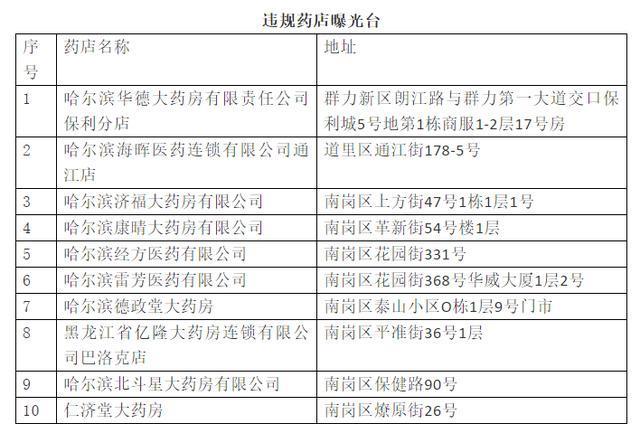 违规药店曝光台
序号 药店名称 地址
1 哈尔滨华德大药房有限责任公司保利分店 群力新区朗江路与群力第一大道交口保利城5号地第1栋商服1-2层17号房
2 哈尔滨海晖医药连锁有限公司通江店 道里区通江街178-5号
3 哈尔滨济福大药房有限公司 南岗区上方街47号1栋1层1号
4 哈尔滨康晴大药房有限公司 南岗区革新街54号楼1层
5 哈尔滨经方医药有限公司 南岗区花园街331号
6 哈尔滨雷芳医药有限公司 南岗区花园街368号华威大厦1层2号
7 哈尔滨德政堂大药房 南岗区泰山小区O栋1层9号门市
8 黑龙江省亿隆大药房连锁有限公司巴洛克店 南岗区平准街36号1层
9 哈尔滨北斗星大药房有限公司 南岗区保健路90号
10 仁济堂大药房 南岗区燎原街26号